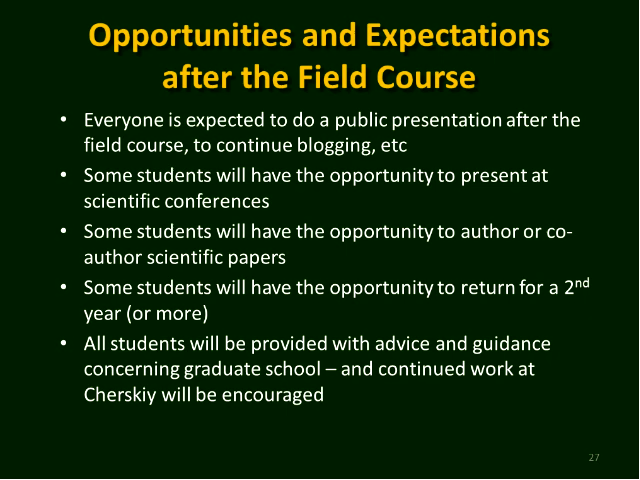 Opportunities and Expectations
after the Field Course
• Everyone is expected to do a public presentation after the
field course, to continue blogging, etc
• Some students will have the opportunity to present at
scientific conferences
• Some students will have the opportunity to author or co-
author scientific papers
• Some students will have the opportunity to return for a 2nd
year (or more)
• All students will be provided with advice and guidance
concerning graduate school – and continued work at
Cherskiy will be encouraged
27